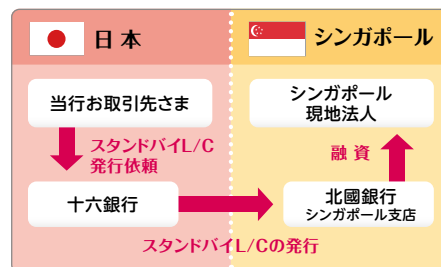 日本
シンガポール
当行お取引先さま
シンガポール
現地法人
スタンドバイL/C
発行依頼
融資
十六銀行
北國銀行
シンガポール支店
スタンドバイL/Cの発行